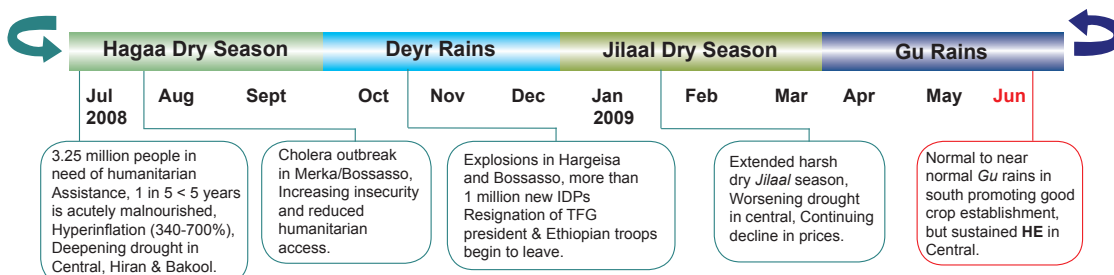 Hagaa Dry Season
Deyr Rains
Jilaal Dry Season
Gu Rains
Jul
2008
Aug
Sept
Oct
Nov
Dec
Jan
2009
Feb
Mar
Apr
May
Jun
3.25 million people in
need of humanitarian
Assistance, 1 in 5 < 5 years
is acutely malnourished,
Hyperinflation (340-700%),
Deepening drought in
Central, Hiran & Bakool.
Cholera outbreak
in Merka/Bossasso,
Increasing insecurity
and reduced
humanitarian
access.
Explosions in Hargeisa
and Bossasso, more than
1 million new IDPs
Resignation of TFG
president & Ethiopian troops
begin to leave.
Extended harsh
dry Jilaal season,
Worsening drought
in central, Continuing
decline in prices.
Normal to near
normal Gu rains in
south promoting good
crop establishment,
but sustained HE in
Central.